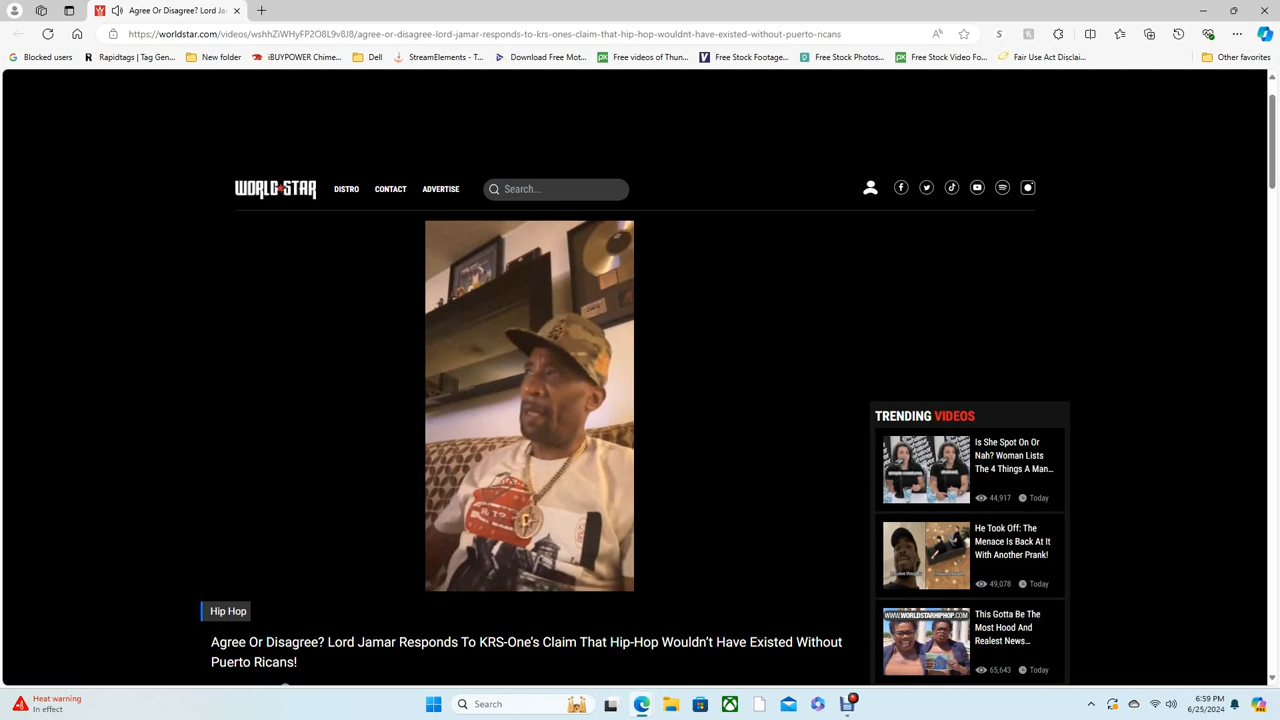 Agree Or Disagree? Lord Ja
https://worldstar.com/videos/wshhZiWHyFP2O8L9v8J8/agree-or-disagree-lord-jamar-responds-to-krs-ones-claim-that-hip-hop-wouldnt-have-existed-without-puerto-ricans
Blocked users
Rapidtags | Tag Gen...
New folder
iBUYPOWER Chime...
Dell
StreamElements - T...
Download Free Mot...
Free videos of Thun...
Free Stock Footage...
Free Stock Photos...
Free Stock Video Fo...
Fair Use Act Disclai...
Other favorites
WORLD STAR
DISTRO
CONTACT
ADVERTISE
Search...
TRENDING VIDEOS
Is She Spot On Or
Nah? Woman Lists
The 4 Things A Man...
44,917 Today
He Took Off: The
Menace Is Back At It
With Another Prank!
49,078 Today
WWW.WORLDSTARHIPHOP.COM
This Gotta Be The
Most Hood And
Realest News...
65,643 Today
Hip Hop
Agree Or Disagree? Lord Jamar Responds To KRS-One's Claim That Hip-Hop Wouldn't Have Existed Without
Puerto Ricans!
Heat warning
In effect
Search
6:59 PM
6/25/2024